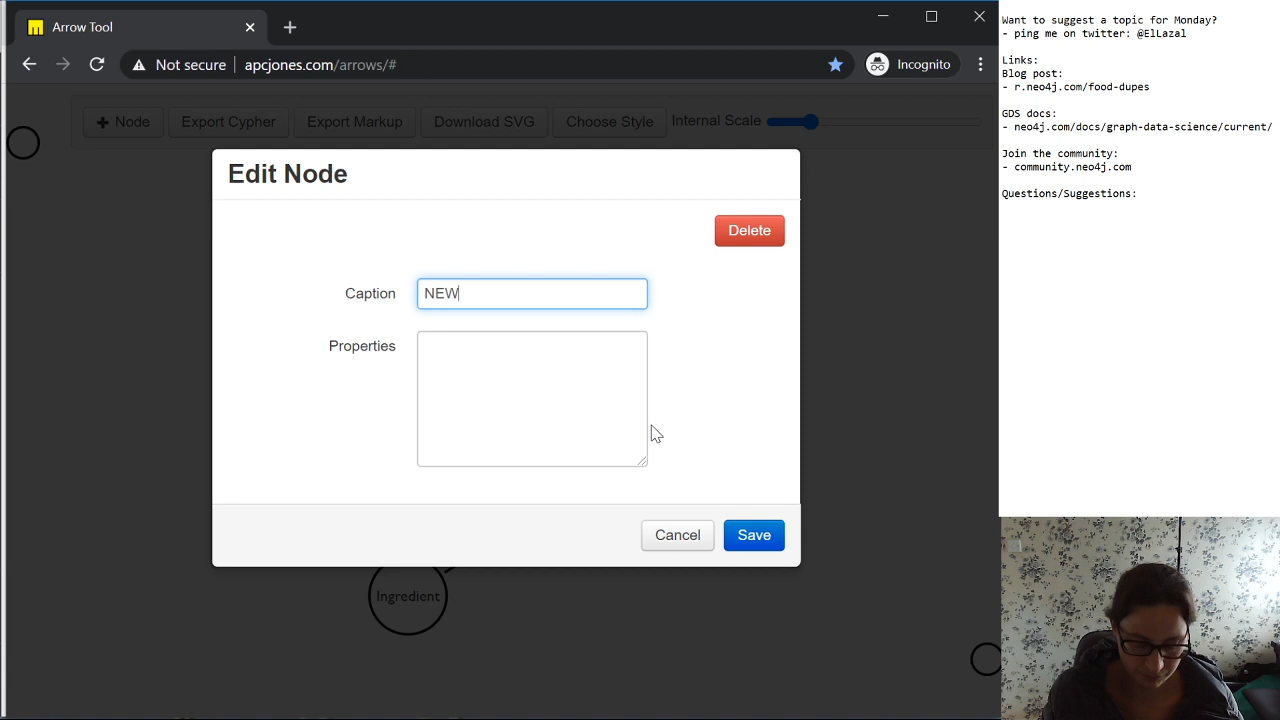 Arrow Tool
Not secure | apcjones.com/arrows/#
Incognito
+ Node
Export Cypher
Export Markup
Download SVG
Choose Style
Internal Scale
Edit Node
Delete
Caption
NEW
Properties
Cancel
Save
Ingredient
Want to suggest a topic for Monday?
- ping me on twitter: @ElLazal
Links:
Blog post:
- r.neo4j.com/food-dupes
GDS docs:
- neo4j.com/docs/graph-data-science/current/
Join the community:
- community.neo4j.com
Questions/Suggestions: